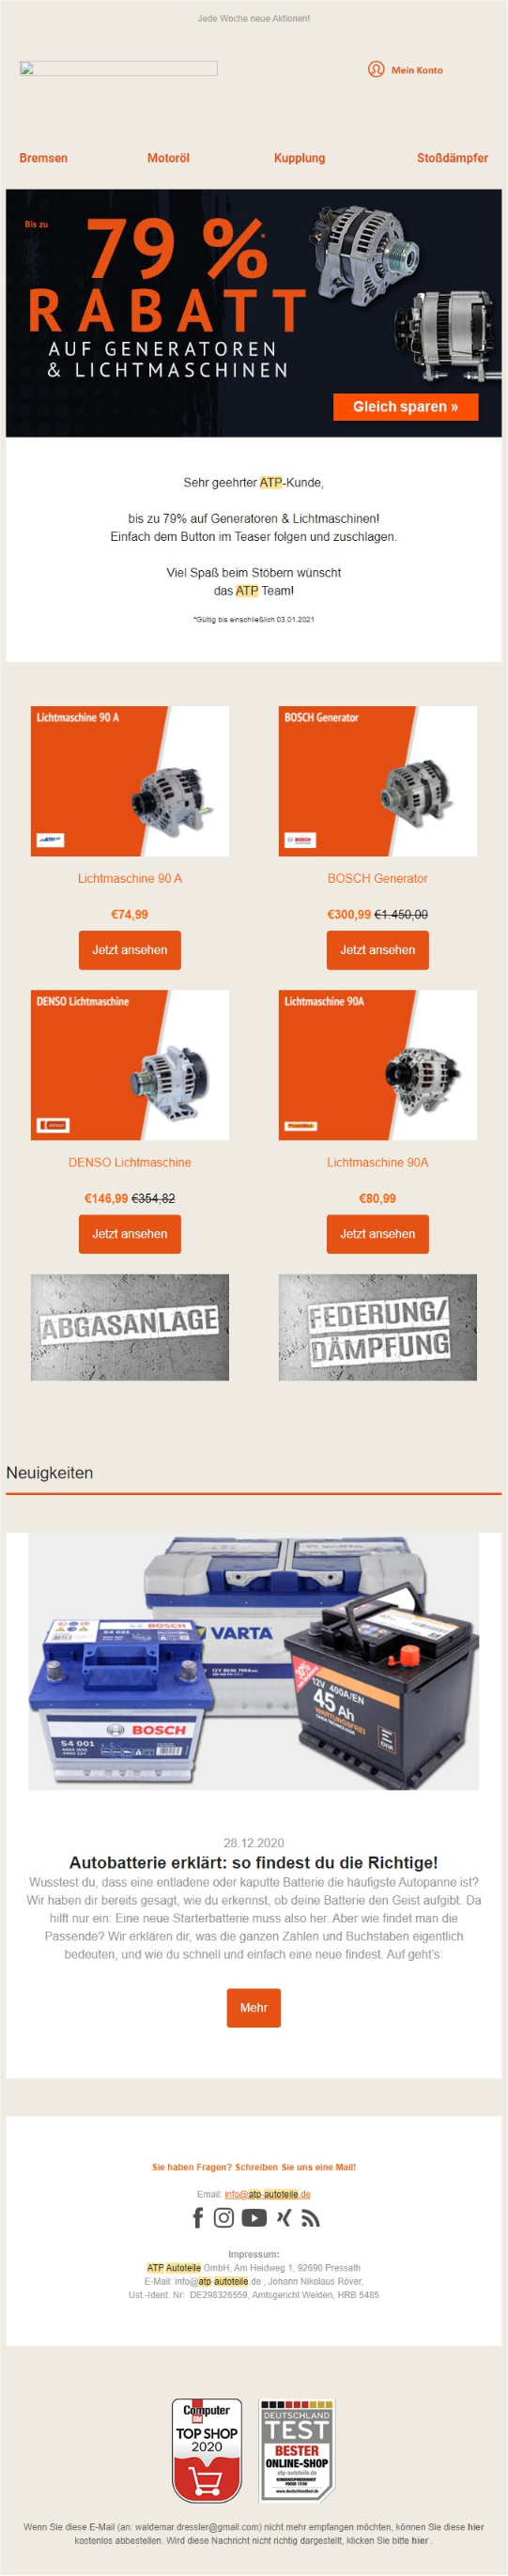 Jede Woche neue Aktionen!
Mein Konto
Bremsen Motoröl Kupplung Stoßdämpfer
Bis zu
79 %*
RABATT
AUF GENERATOREN
& LICHTMASCHINEN
Gleich sparen »
Sehr geehrter ATP-Kunde,
bis zu 79% auf Generatoren & Lichtmaschinen!
Einfach dem Button im Teaser folgen und zuschlagen.
Viel Spaß beim Stöbern wünscht
das ATP Team!
*Gültig bis einschließlich 03.01.2021
Lichtmaschine 90 A
BOSCH Generator
BOSCH
Lichtmaschine 90 A
BOSCH Generator
€74,99
€300,99 €1.450,00
Jetzt ansehen
Jetzt ansehen
DENSO Lichtmaschine
Lichtmaschine 90A
DENSO
DENSO Lichtmaschine
Lichtmaschine 90A
€146,99 €354,82
€80,99
Jetzt ansehen
Jetzt ansehen
ABGASANLAGE
FEDERUNG/
DÄMPFUNG
Neuigkeiten
BOSCH
S4 001
VARTA
12V 400A/EN
45 Ah
WARTUNGSFREI
BOSCH
S4 001
28.12.2020
Autobatterie erklärt: so findest du die Richtige!
Wusstest du, dass eine entladene oder kaputte Batterie die häufigste Autopanne ist?
Wir haben dir bereits gesagt, wie du erkennst, ob deine Batterie den Geist aufgibt. Da
hilft nur ein: Eine neue Starterbatterie muss also her. Aber wie findet man die
Passende? Wir erklären dir, was die ganzen Zahlen und Buchstaben eigentlich
bedeuten, und wie du schnell und einfach eine neue findest. Auf geht's:
Mehr
Sie haben Fragen? Schreiben Sie uns eine Mail!
Email: info@atp-autoteile.de
Impressum:
ATP Autoteile GmbH, Am Heidweg 1, 92690 Pressath
E-Mail: info@atp-autoteile.de , Johann Nikolaus Röver,
Ust.-Ident. Nr. DE298326559, Amtsgericht Weiden, HRB 5485
Computer
Bild
TOP SHOP
2020
DEUTSCHLAND
TEST
BESTER
ONLINE-SHOP
atp-autoteile.de
Wenn Sie diese E-Mail (an: waldemar.dressler@gmail.com) nicht mehr empfangen möchten, können Sie diese hier
kostenlos abbestellen. Wird diese Nachricht nicht richtig dargestellt, klicken Sie bitte hier .